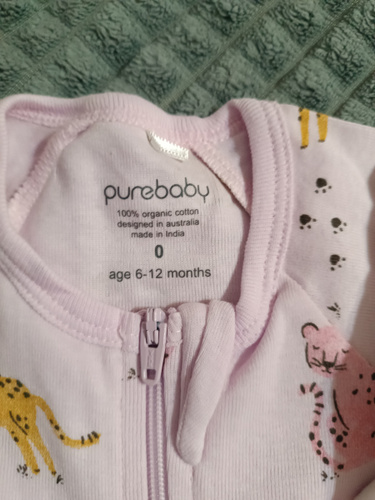 purebaby
100% organic cotton
designed in australia
made in India
0
age 6-12 months